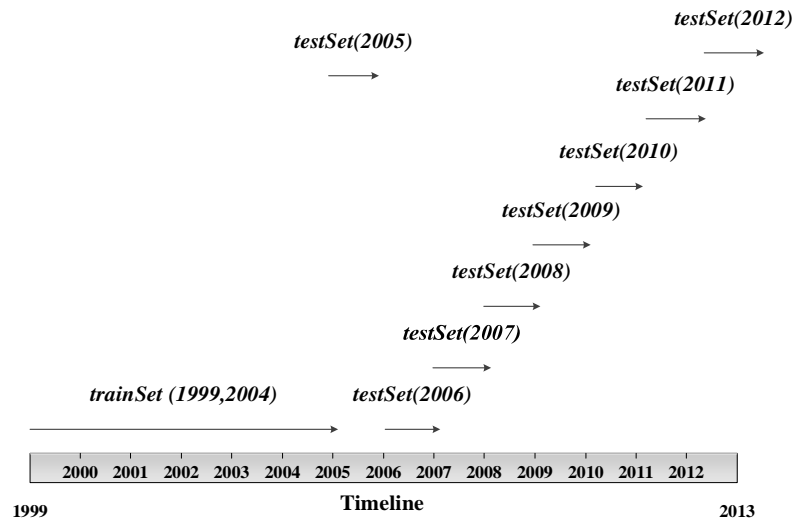 testSet(2012)
testSet(2005)
testSet(2011)
testSet(2010)
testSet(2009)
testSet(2008)
testSet(2007)
trainSet (1999,2004)
testSet(2006)
2000 2001 2002 2003 2004 2005 2006 2007 2008 2009 2010 2011 2012
1999
Timeline
2013